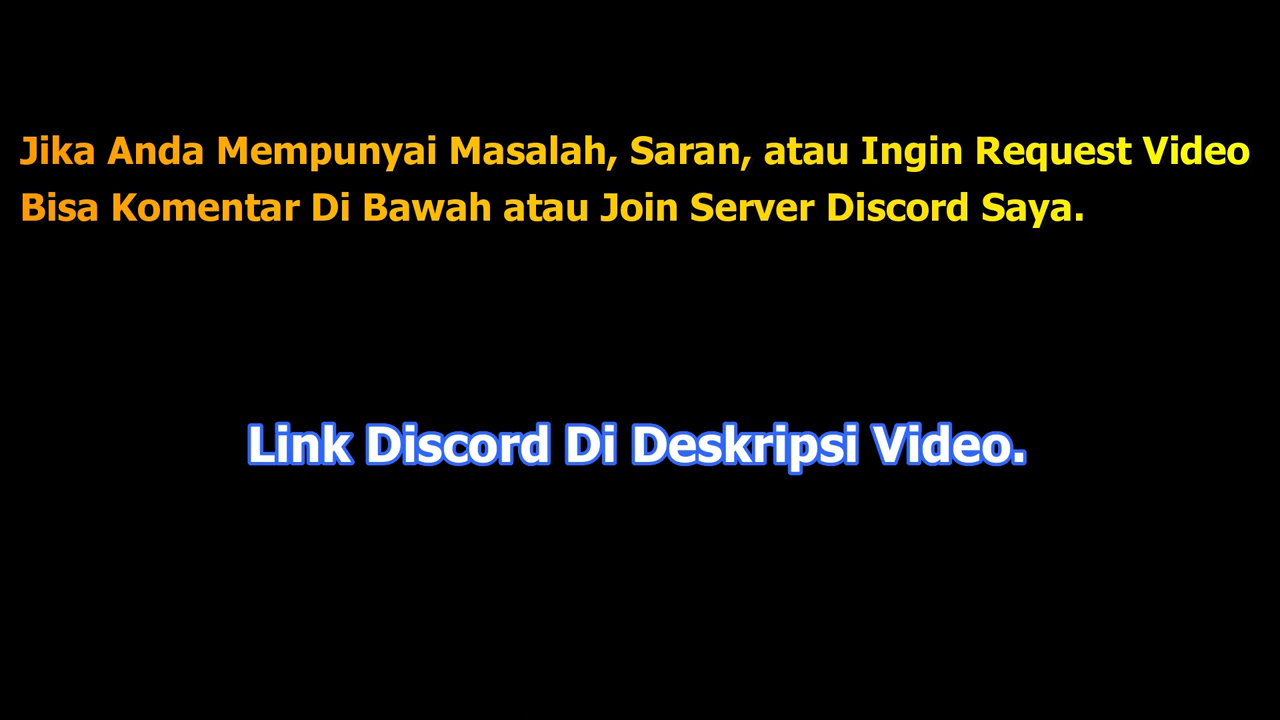 Jika Anda Mempunyai Masalah, Saran, atau Ingin Request Video
Bisa Komentar Di Bawah atau Join Server Discord Saya.
Link Discord Di Deskripsi Video.